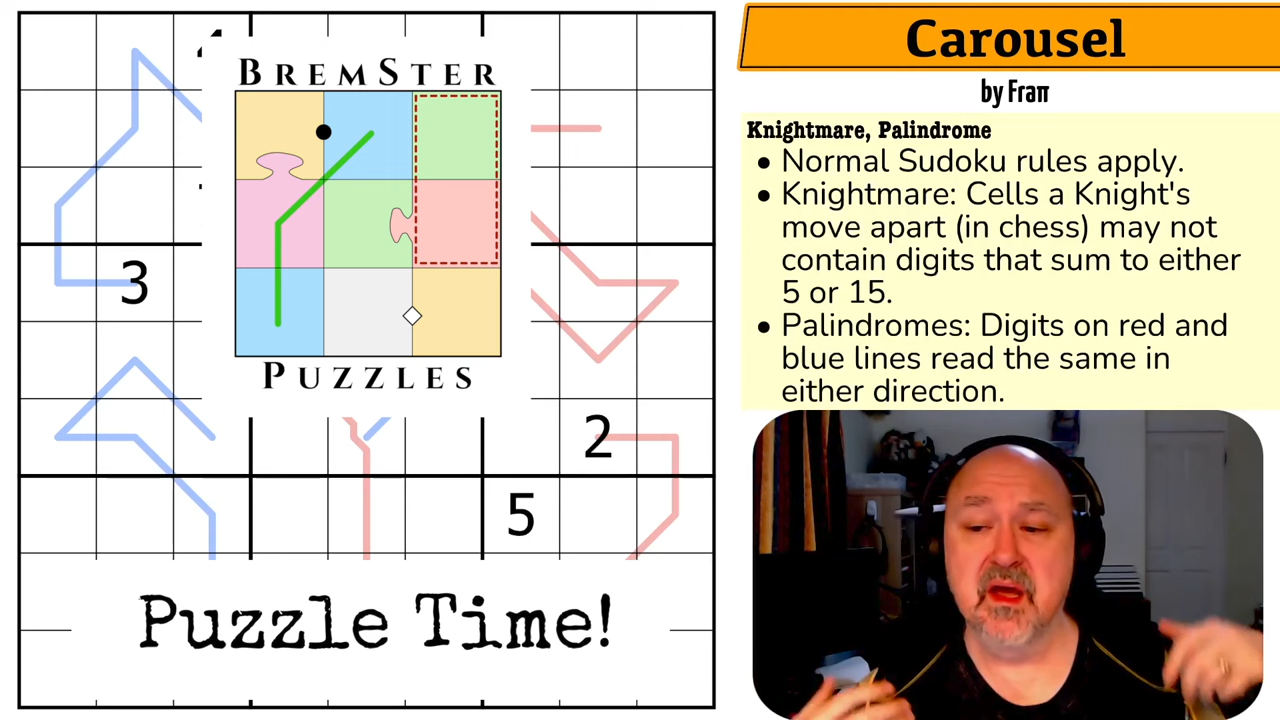 BREMSTER
PUZZLES
3
2
5
Puzzle Time!
Carousel
by Fraπ
Knightmare, Palindrome
• Normal Sudoku rules apply.
• Knightmare: Cells a Knight's
move apart (in chess) may not
contain digits that sum to either
5 or 15.
• Palindromes: Digits on red and
blue lines read the same in
either direction.